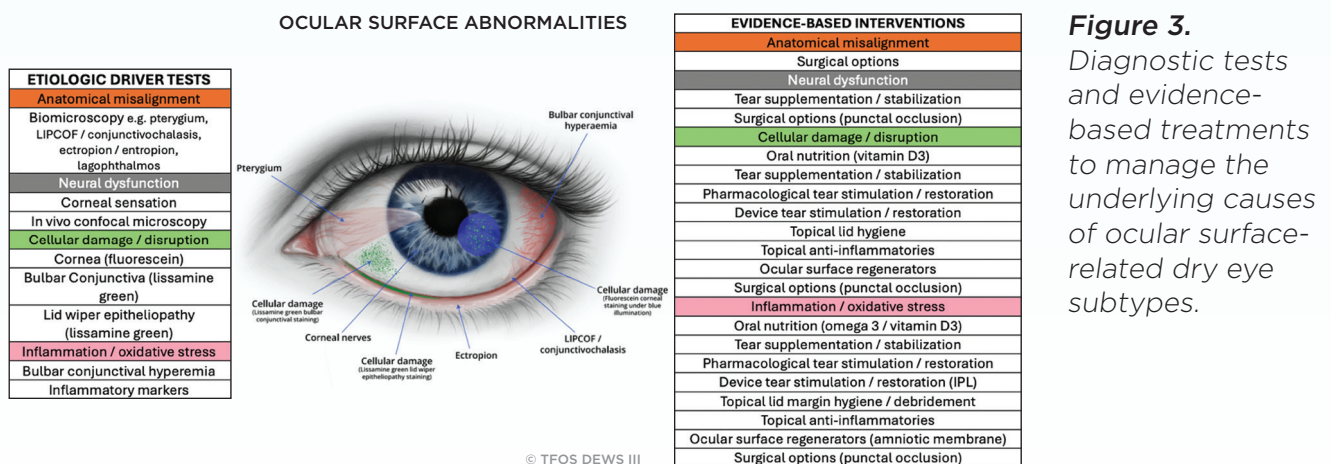 OCULAR SURFACE ABNORMALITIES
ETIOLOGIC DRIVER TESTS
Anatomical misalignment
Biomicroscopy e.g. pterygium,
LIPCOF / conjunctivochalasis,
ectropion / entropion,
lagophthalmos
Neural dysfunction
Corneal sensation
In vivo confocal microscopy
Cellular damage / disruption
Cornea (fluorescein)
Bulbar Conjunctiva (lissamine
green)
Lid wiper epitheliopathy
(lissamine green)
Inflammation / oxidative stress
Bulbar conjunctival hyperemia
Inflammatory markers
Pterygium
Bulbar conjunctival
hyperaemia
Cellular damage
(Lissamine green bulbar
conjunctival staining)
Corneal nerves
Cellular damage
(Lissamine green lid wiper
epitheliopathy staining)
Ectropion
LIPCOF /
conjunctivochalasis
Cellular damage
(Fluorescein corneal
staining under blue
illumination)
© TFOS DEWS III
EVIDENCE-BASED INTERVENTIONS
Anatomical misalignment
Surgical options
Neural dysfunction
Tear supplementation / stabilization
Surgical options (punctal occlusion)
Cellular damage / disruption
Oral nutrition (vitamin D3)
Tear supplementation / stabilization
Pharmacological tear stimulation / restoration
Device tear stimulation / restoration
Topical lid hygiene
Topical anti-inflammatories
Ocular surface regenerators
Surgical options (punctal occlusion)
Inflammation / oxidative stress
Oral nutrition (omega 3 / vitamin D3)
Tear supplementation / stabilization
Pharmacological tear stimulation / restoration
Device tear stimulation / restoration (IPL)
Topical lid margin hygiene / debridement
Topical anti-inflammatories
Ocular surface regenerators (amniotic membrane)
Surgical options (punctal occlusion)
Figure 3.
Diagnostic tests
and evidence-
based treatments
to manage the
underlying causes
of ocular surface-
related dry eye
subtypes.